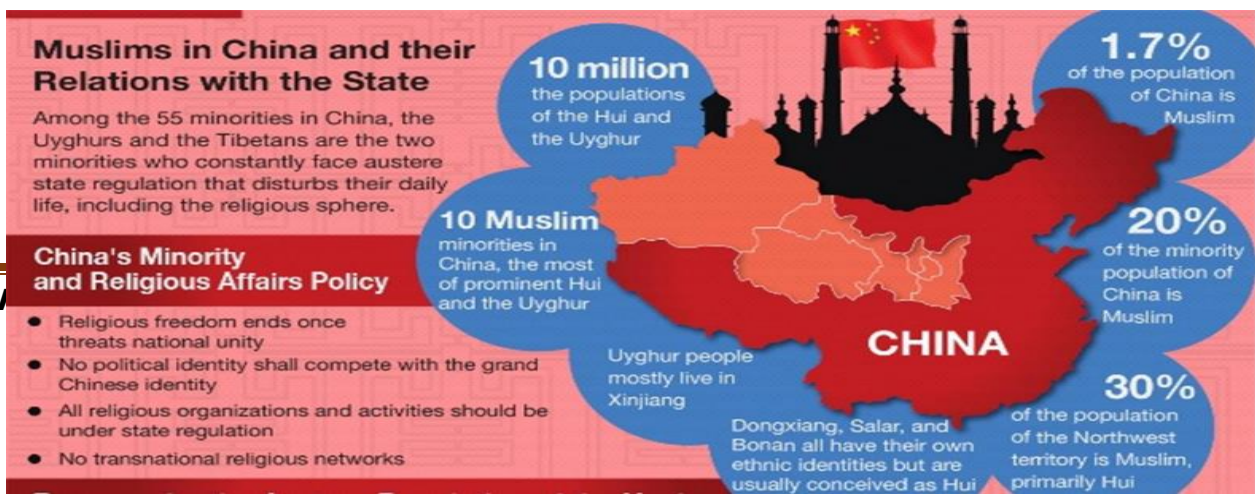 Muslims in China and their
Relations with the State
Among the 55 minorities in China, the
Uyghurs and the Tibetans are the two
minorities who constantly face austere
state regulation that disturbs their daily
life, including the religious sphere.
China's Minority
and Religious Affairs Policy
● Religious freedom ends once
threats national unity
● No political identity shall compete with the grand
Chinese identity
● All religious organizations and activities should be
under state regulation
● No transnational religious networks
10 million
the populations
of the Hui and
the Uyghur
10 Muslim
minorities in
China, the most
of prominent Hui
and the Uyghur
Uyghur people
mostly live in
Xinjiang
Dongxiang, Salar, and
Bonan all have their own
ethnic identities but are
usually conceived as Hui
CHINA
1.7%
of the population
of China is
Muslim
20%
of the minority
population of
China is
Muslim
30%
of the population
of the Northwest
territory is Muslim,
primarily Hui